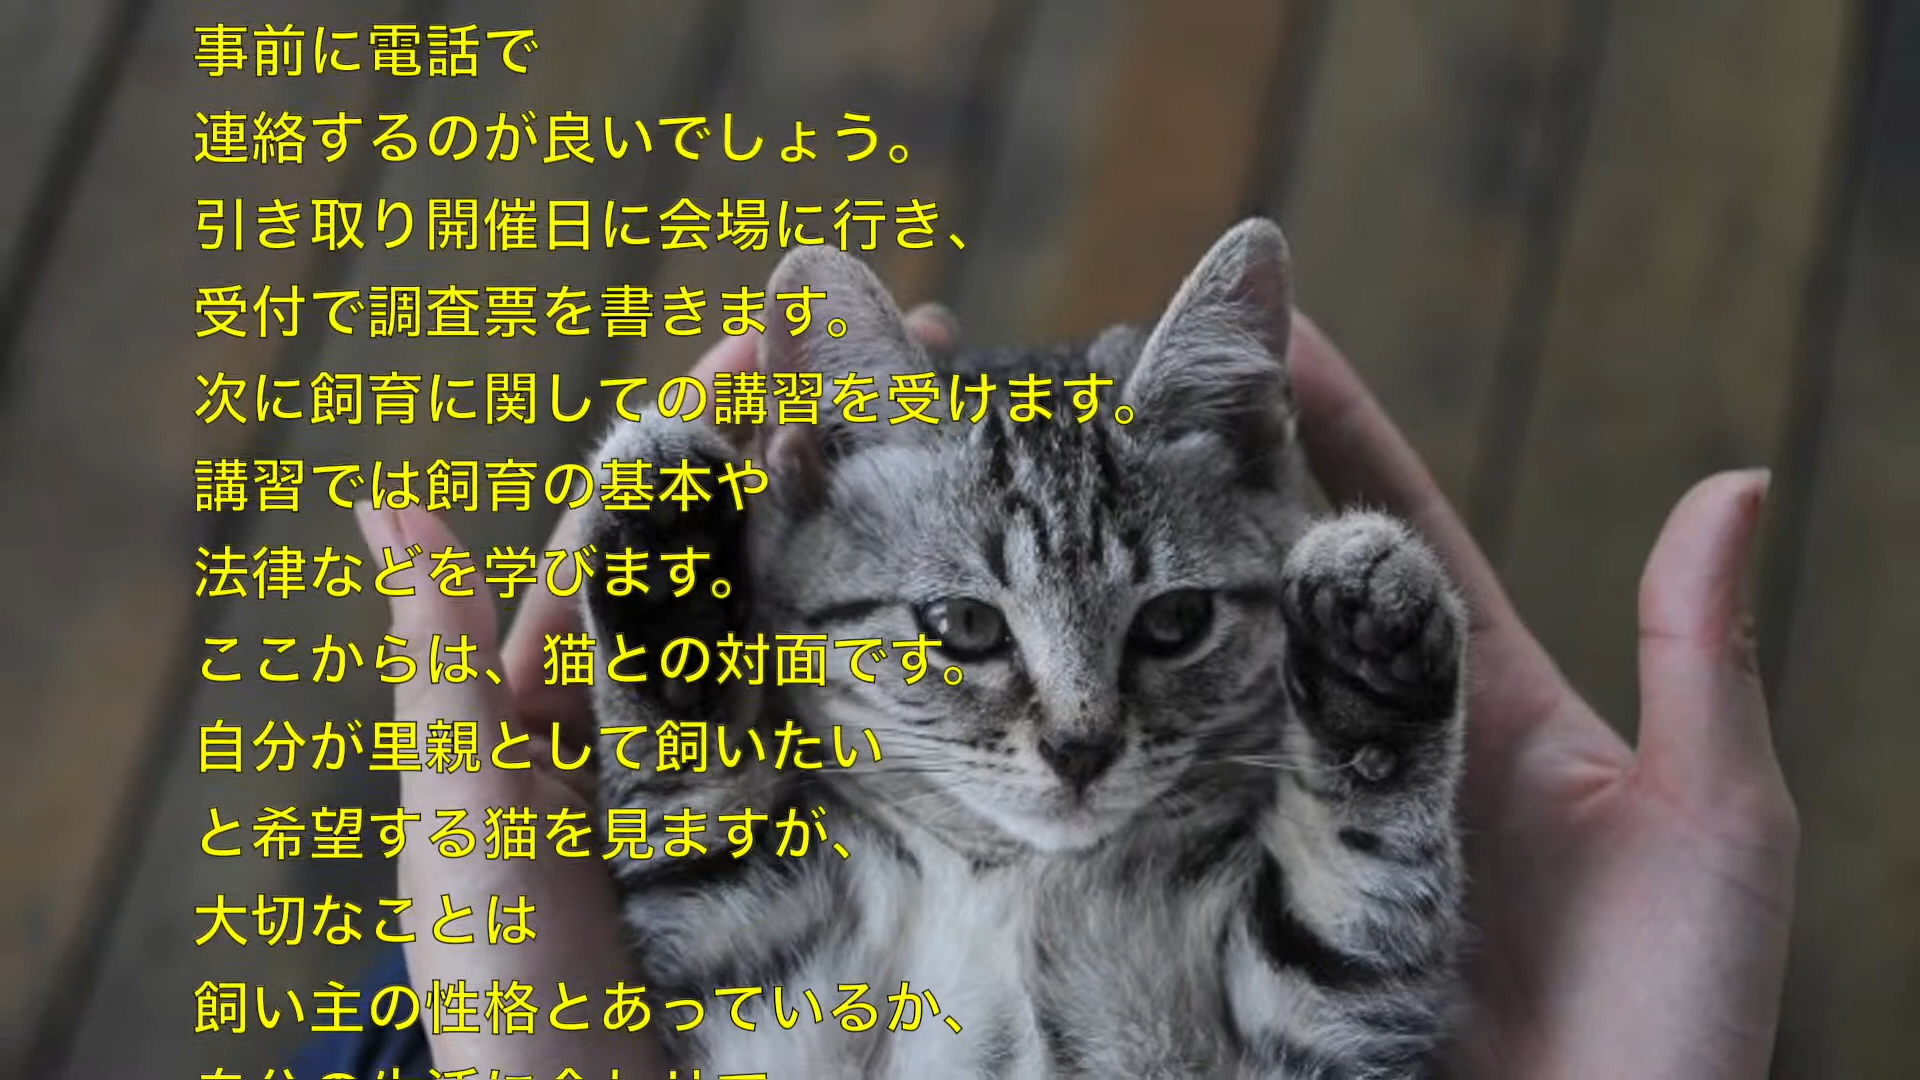 事前に電話で
連絡するのが良いでしょう。
引き取り開催日に会場に行き、
受付で調査票を書きます。
次に飼育に関しての講習を受けます。
講習では飼育の基本や
法律などを学びます。
ここからは、猫との対面です。
自分が里親として飼いたい
と希望する猫を見ますが、
大切なことは
飼い主の性格とあっているか、